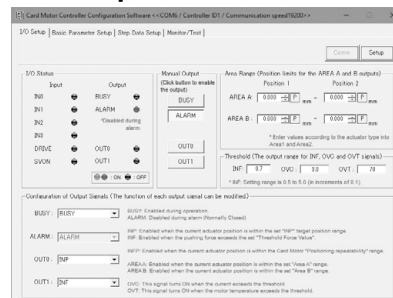 Card Motor Controller Configuration Software <<COM6 / Controller ID1 / Communication speed19200>>
I/O Setup | Basic Parameter Setup | Step Data Setup | Monitor/Test
Setup
I/O Status
Input Output
IN0 BUSY
IN1 ALARM
IN2 *Disabled during
alarm
IN3
DRIVE OUT0
SVON OUT1
: ON : OFF
Manual Output
(Click button to enable
the output)
BUSY
ALARM
OUT0
OUT1
Area Range (Position limits for the AREA A and B outputs)
Position 1 Position 2
AREA A: 0.000 P mm - 0.000 P mm
AREA B: 0.000 P mm - 0.000 P mm
* Enter values according to the actuator type into
Area1 and Area2.
Threshold (The output range for INF, OVC and OVT signals)
INF: 0.7 OVC: OVT: 70
* INF: Setting range is 0.5 to 5.0 (in increments of 0.1)
Configuration of Output Signals (The function of each output signal can be modified)
BUSY: BUSY
BUSY: Enabled during operation.
ALARM: Disabled during alarm (Normally Closed)
ALARM: ALARM
INP: Enabled when the current actuator position is within the set "INP" target position range.
INF: Enabled when the pushing force exceeds the set "Threshold Force Value".
OUT0: INP
INFP: Enabled when the current actuator position is within the Card Motor "Positioning repeatability" range.
AREAA: Enabled when the current actuator position is within the set "Area A" range.
AREAB: Enabled when the current actuator position is within the set "Area B" range.
OUT1: INF
OVC: This signal turns ON when the current exceeds the threshold.
OVT: This signal turns ON when the motor temperature exceeds the threshold.